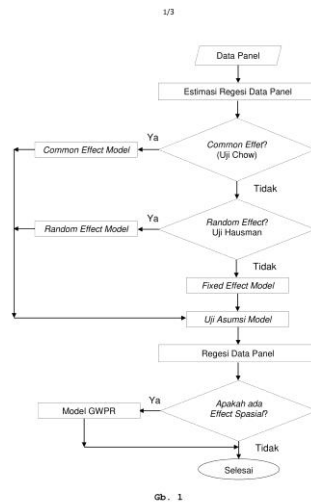 1/3
Data Panel
Estimasi Regesi Data Panel
Common Effet?
(Uji Chow)
Ya
Common Effect Model
Tidak
Random Effect?
Uji Hausman
Ya
Random Effect Model
Tidak
Fixed Effect Model
Uji Asumsi Model
Regesi Data Panel
Apakah ada
Effect Spasial?
Ya
Model GWPR
Tidak
Selesai
Gb. 1